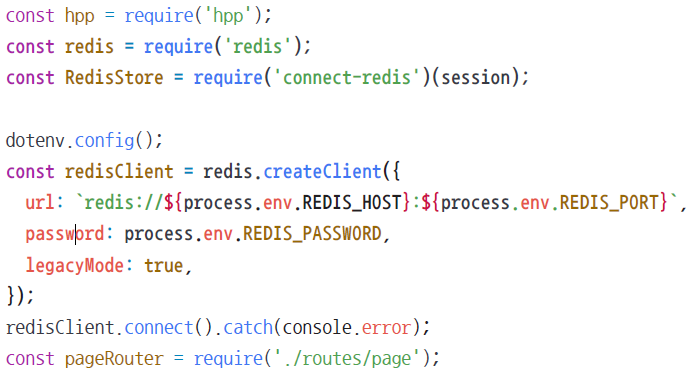 const hpp = require('hpp');
const redis = require('redis');
const RedisStore = require('connect-redis')(session);
dotenv.config();
const redisClient = redis.createClient({
  url: `redis://${process.env.REDIS_HOST}:${process.env.REDIS_PORT}`,
  password: process.env.REDIS_PASSWORD,
  legacyMode: true,
});
redisClient.connect().catch(console.error);
const pageRouter = require('./routes/page');